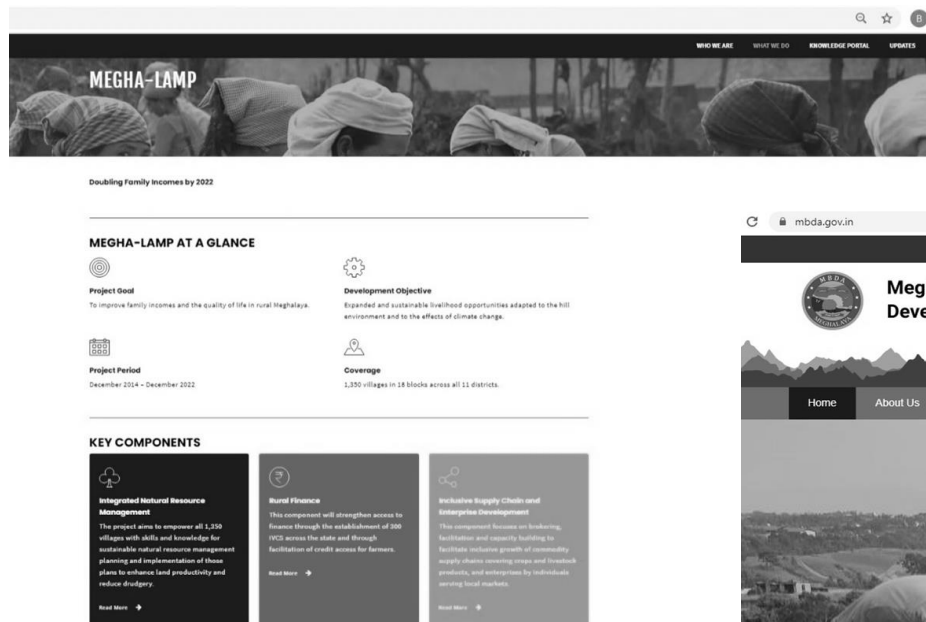 B
WHO WE ARE WHAT WE DO KNOWLEDGE PORTAL UPDATES
MEGHA-LAMP
Doubling Family Incomes by 2022
MEGHA-LAMP AT A GLANCE
Project Goal
To improve family incomes and the quality of life in rural Meghalaya.
Development Objective
Expanded and sustainable livelihood opportunities adapted to the hill
environment and to the effects of climate change.
Project Period
December 2014 – December 2022
Coverage
1,350 villages in 18 blocks across all 11 districts.
KEY COMPONENTS
Integrated Natural Resource
Management
The project aims to empower all 1,350
villages with skills and knowledge for
sustainable natural resource management
planning and implementation of those
plans to enhance land productivity and
reduce drudgery.
Read More
₹
Rural Finance
This component will strengthen access to
finance through the establishment of 300
IVCS across the state and through
facilitation of credit access for farmers.
Read More
Inclusive Supply Chain and
Enterprise Development
This component focuses on brokering,
facilitation and capacity building to
facilitate inclusive growth of commodity
supply chains covering crops and livestock
products, and enterprises by individuals
serving local markets.
Read More
mbda.gov.in
MBDA
MEGHALAYA
Meg
Deve
Home About Us